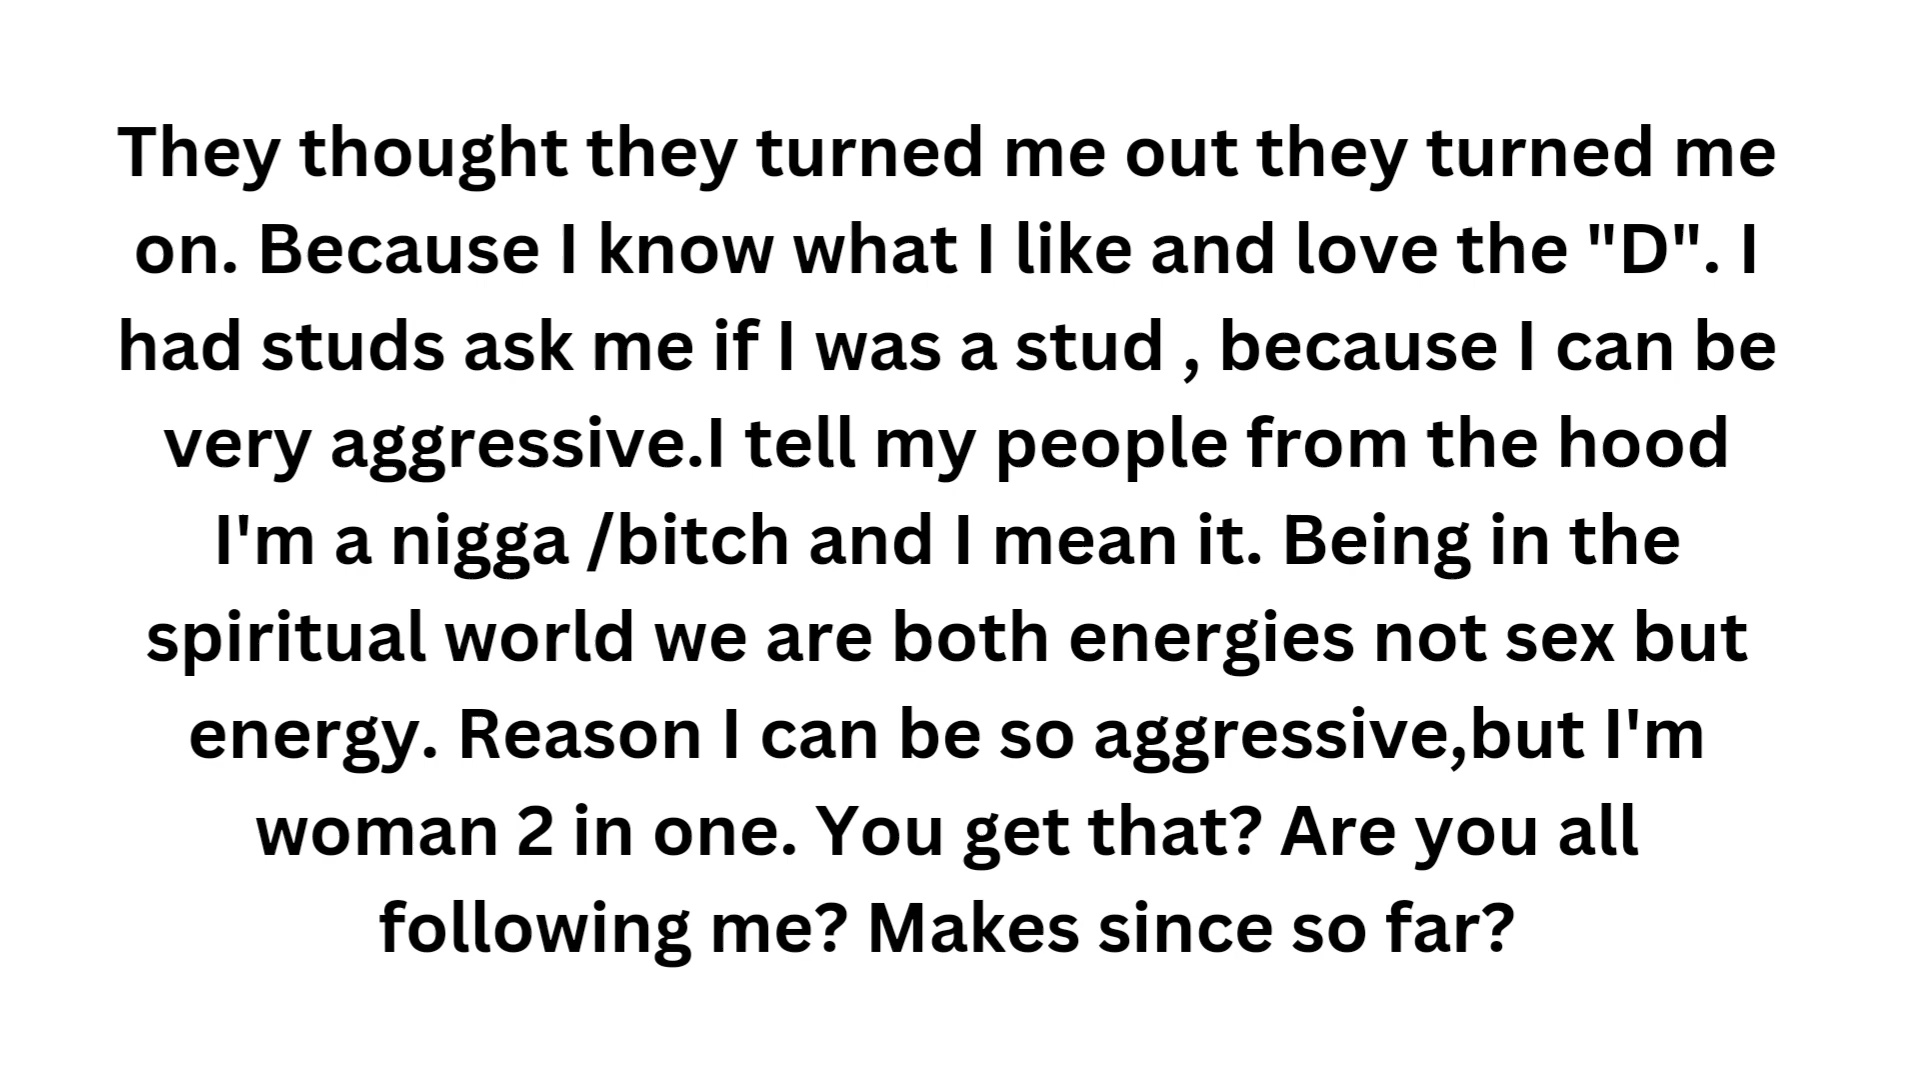 They thought they turned me out they turned me
on. Because I know what I like and love the "D". I
had studs ask me if I was a stud , because I can be
very aggressive.I tell my people from the hood
I'm a nigga /bitch and I mean it. Being in the
spiritual world we are both energies not sex but
energy. Reason I can be so aggressive,but I'm
woman 2 in one. You get that? Are you all
following me? Makes since so far?